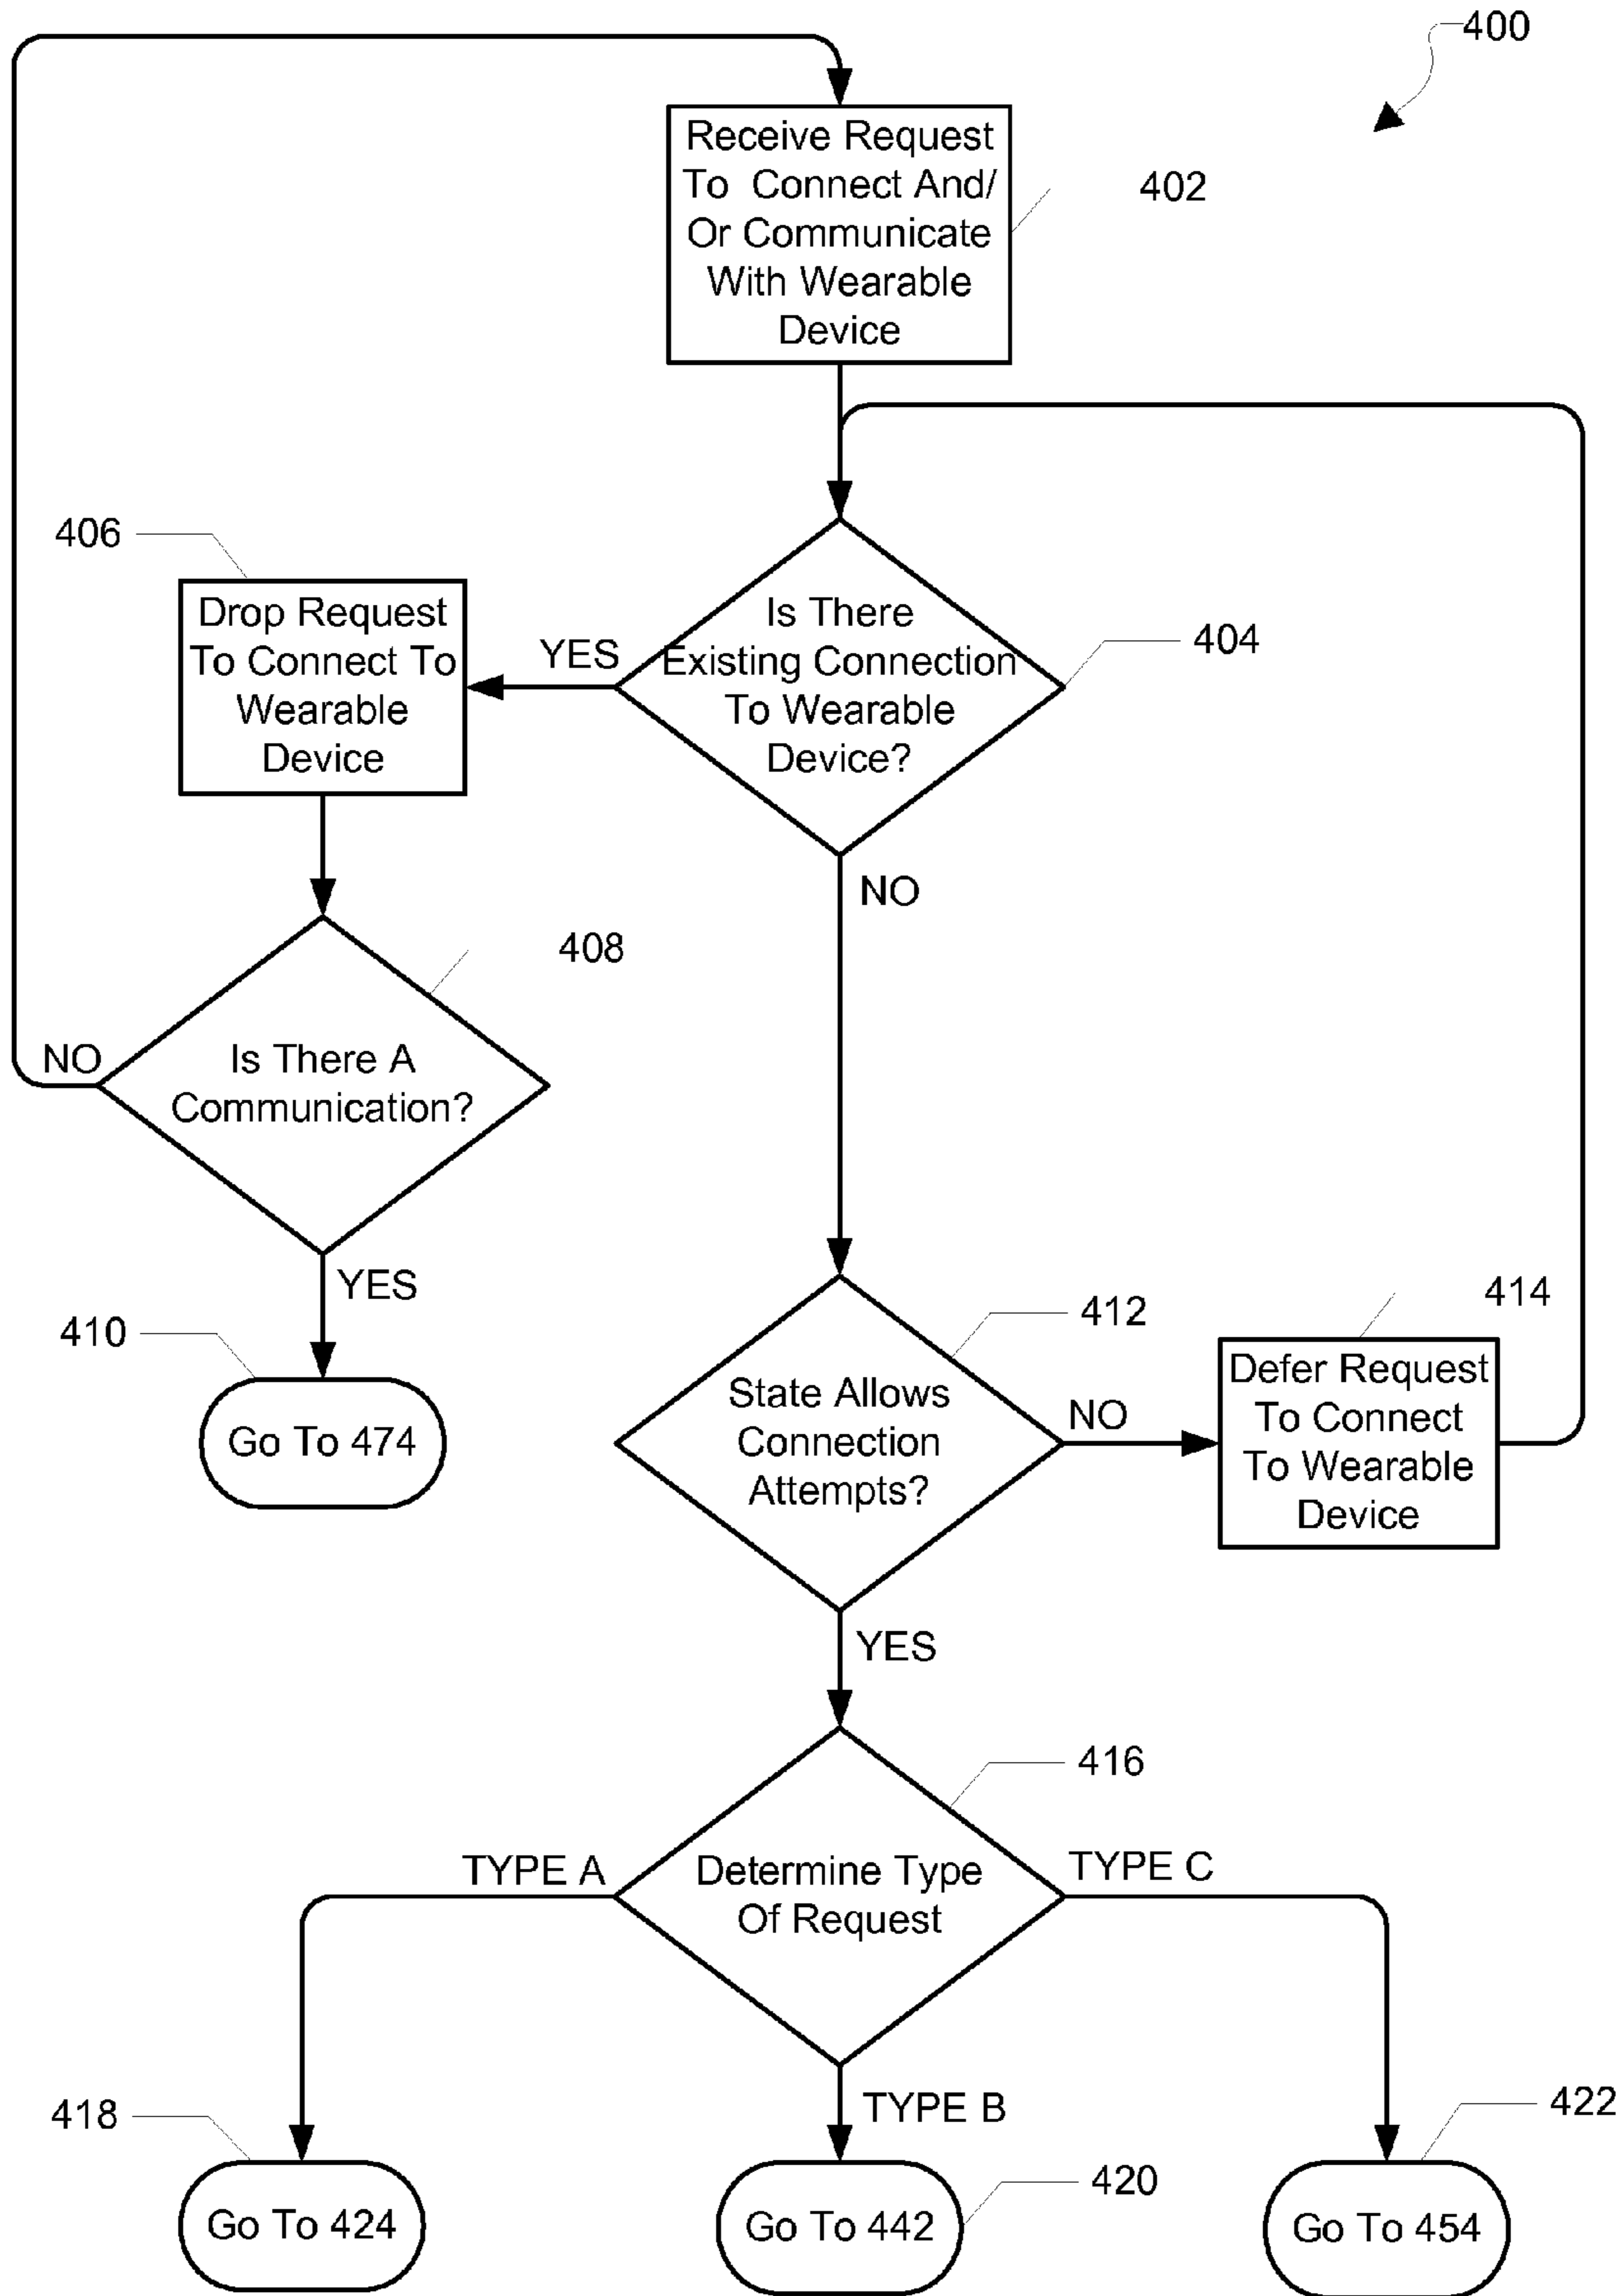 400
Receive Request
To Connect And/
Or Communicate
With Wearable
Device
402
406
Drop Request
To Connect To
Wearable
Device
YES
Is There
Existing Connection
To Wearable
Device?
404
NO
408
NO
Is There A
Communication?
YES
410
Go To 474
412
State Allows
Connection
Attempts?
NO
414
Defer Request
To Connect
To Wearable
Device
YES
416
TYPE A
Determine Type
Of Request
TYPE C
TYPE B
418
Go To 424
Go To 442
420
422
Go To 454